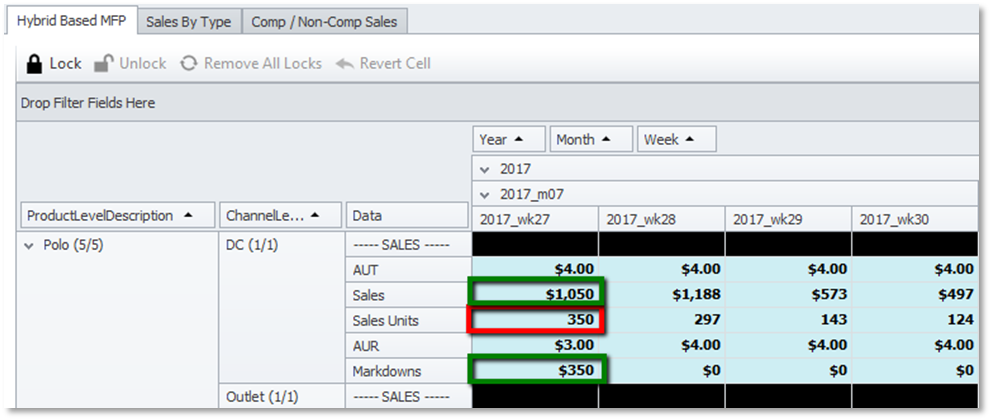 Hybrid Based MFP Sales By Type Comp / Non-Comp Sales
Lock Unlock Remove All Locks Revert Cell
Drop Filter Fields Here
Year Month Week
2017
2017_m07
ProductLevelDescription ChannelLe... Data 2017_wk27 2017_wk28 2017_wk29 2017_wk30
Polo (5/5) DC (1/1) ----- SALES -----
AUT $4.00 $4.00 $4.00 $4.00
Sales $1,050 $1,188 $573 $497
Sales Units 350 297 143 124
AUR $3.00 $4.00 $4.00 $4.00
Markdowns $350 $0 $0 $0
Outlet (1/1) ----- SALES -----